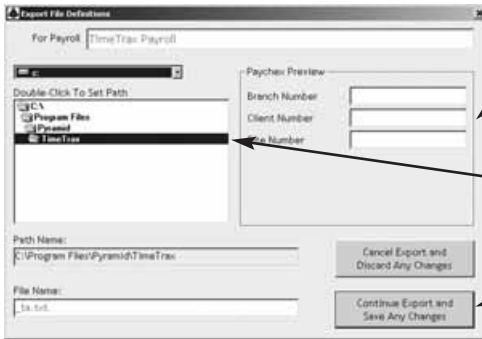 Export File Definitions
For Payroll TimeTrax Payroll
c:
Double-Click To Set Path
C:\
Program Files
Pyramid
TimeTrax
Paychex Preview
Branch Number
Client Number
Site Number
Path Name:
C:\Program Files\Pyramid\TimeTrax
File Name:
_ta.txt
Cancel Export and
Discard Any Changes
Continue Export and
Save Any Changes